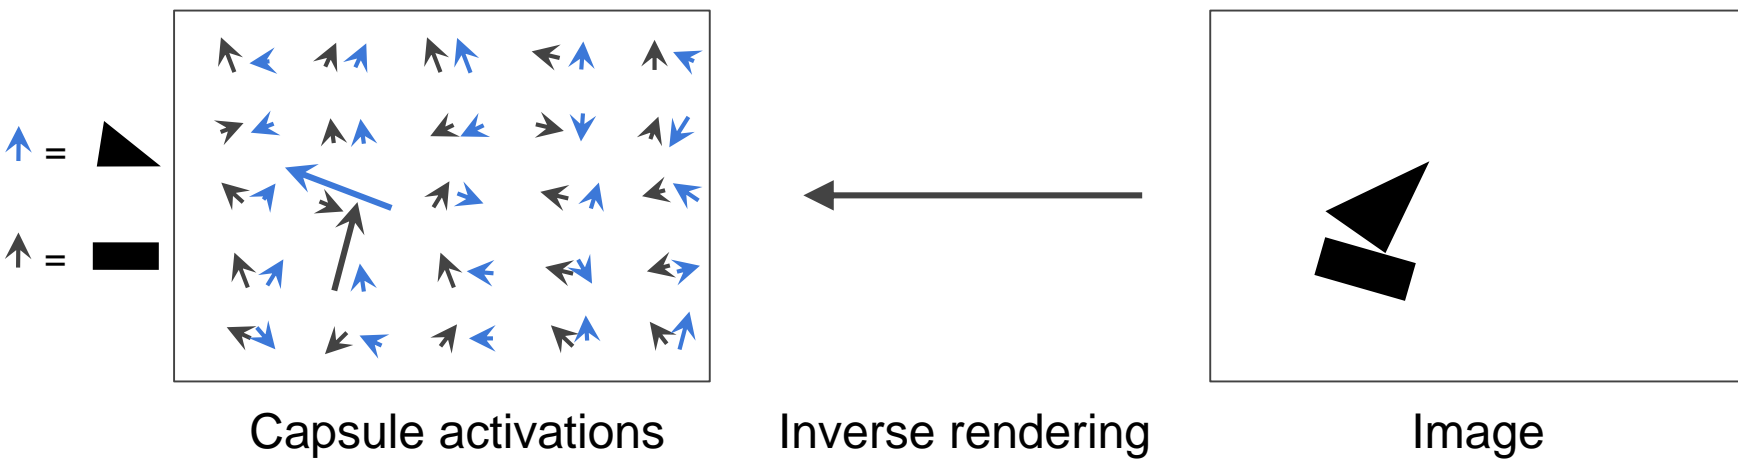 =
=
Capsule activations
Inverse rendering
Image